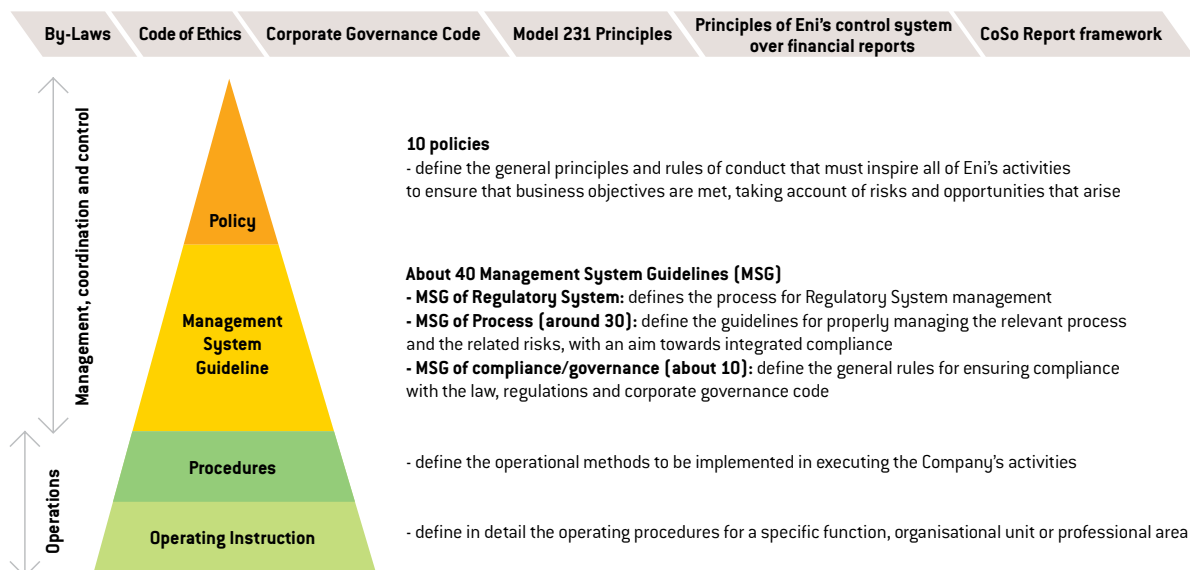 By-Laws
Code of Ethics
Corporate Governance Code
Model 231 Principles
Principles of Eni's control system
over financial reports
CoSo Report framework
Management, coordination and control
Policy
10 policies
- define the general principles and rules of conduct that must inspire all of Eni's activities
to ensure that business objectives are met, taking account of risks and opportunities that arise
Management
System
Guideline
About 40 Management System Guidelines (MSG)
- MSG of Regulatory System: defines the process for Regulatory System management
- MSG of Process (around 30): define the guidelines for properly managing the relevant process
and the related risks, with an aim towards integrated compliance
- MSG of compliance/governance (about 10): define the general rules for ensuring compliance
with the law, regulations and corporate governance code
Operations
Procedures
- define the operational methods to be implemented in executing the Company's activities
Operating Instruction
- define in detail the operating procedures for a specific function, organisational unit or professional area